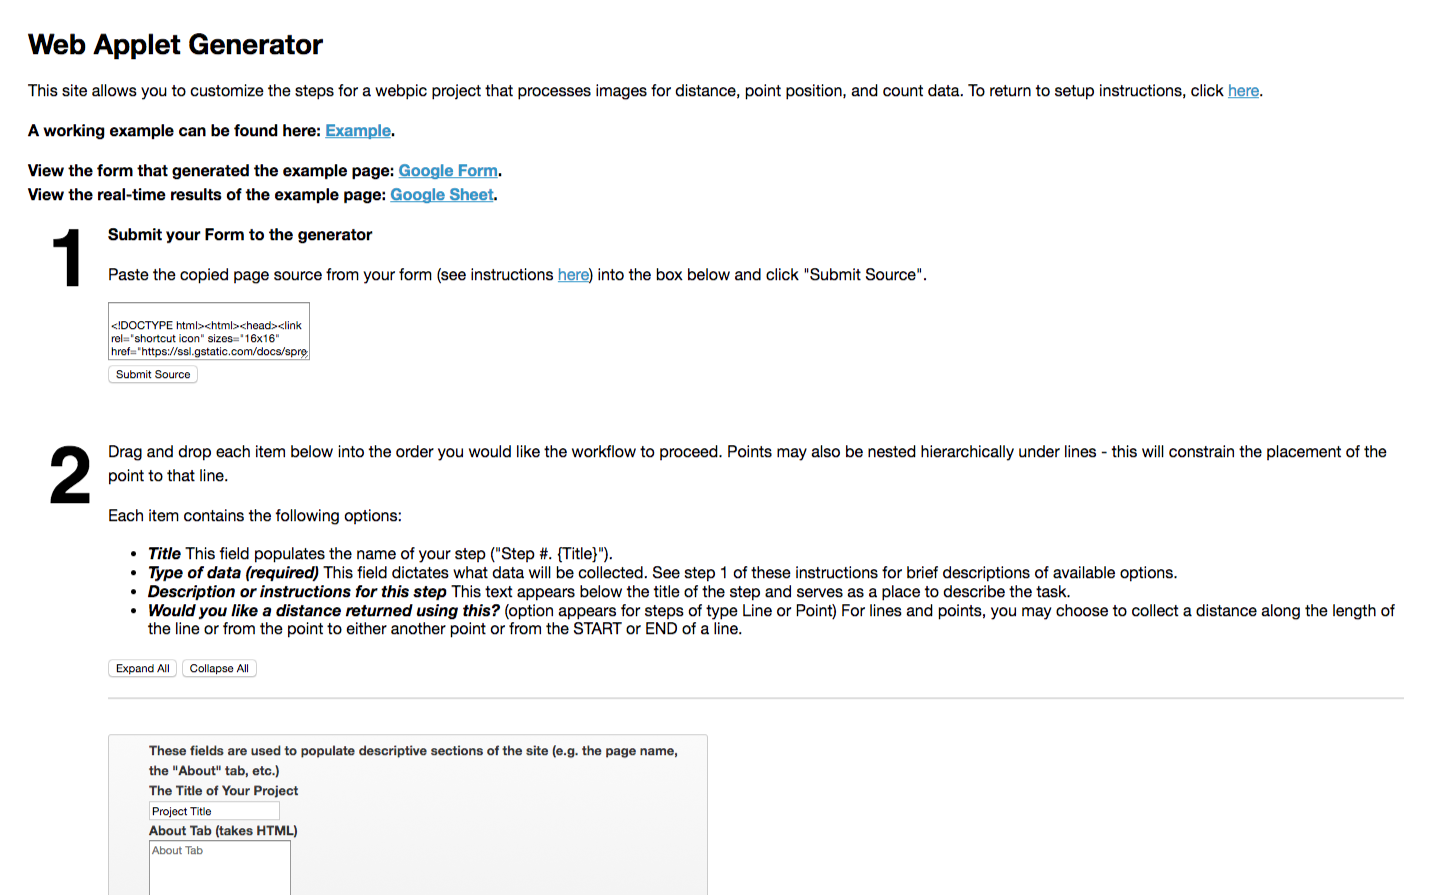 Web Applet Generator
This site allows you to customize the steps for a webpic project that processes images for distance, point position, and count data. To return to setup instructions, click here.
A working example can be found here: Example.
View the form that generated the example page: Google Form.
View the real-time results of the example page: Google Sheet.
1
Submit your Form to the generator
Paste the copied page source from your form (see instructions here) into the box below and click "Submit Source".
<!DOCTYPE html><html><head><link
rel="shortcut icon" sizes="16x16"
href="https://ssl.gstatic.com/docs/spre
Submit Source
2
Drag and drop each item below into the order you would like the workflow to proceed. Points may also be nested hierarchically under lines - this will constrain the placement of the
point to that line.
Each item contains the following options:
• Title This field populates the name of your step ("Step #. {Title}").
• Type of data (required) This field dictates what data will be collected. See step 1 of these instructions for brief descriptions of available options.
• Description or instructions for this step This text appears below the title of the step and serves as a place to describe the task.
• Would you like a distance returned using this? (option appears for steps of type Line or Point) For lines and points, you may choose to collect a distance along the length of
the line or from the point to either another point or from the START or END of a line.
Expand All Collapse All
These fields are used to populate descriptive sections of the site (e.g. the page name,
the "About" tab, etc.)
The Title of Your Project
Project Title
About Tab (takes HTML)
About Tab